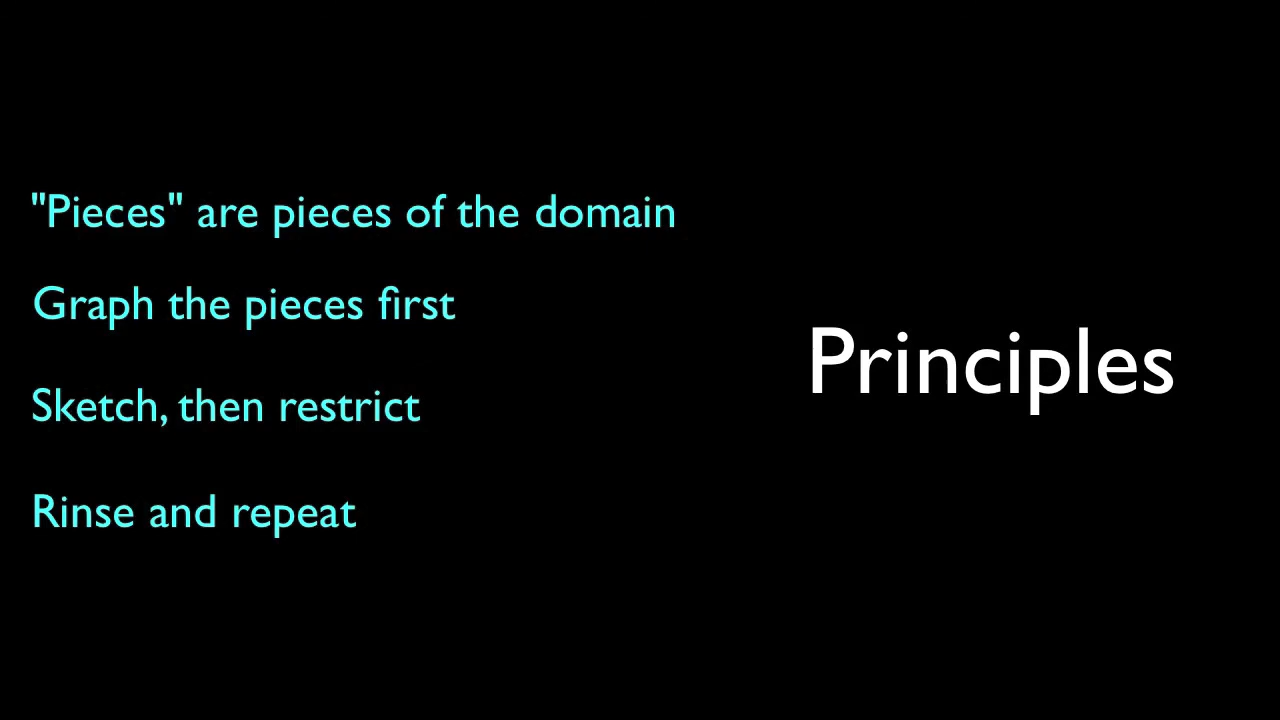 "Pieces" are pieces of the domain
Graph the pieces first
Sketch, then restrict
Rinse and repeat
Principles